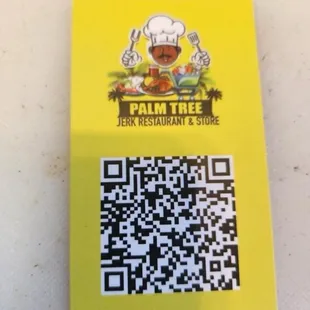 PALM TREE
JERK RESTAURANT & STORE